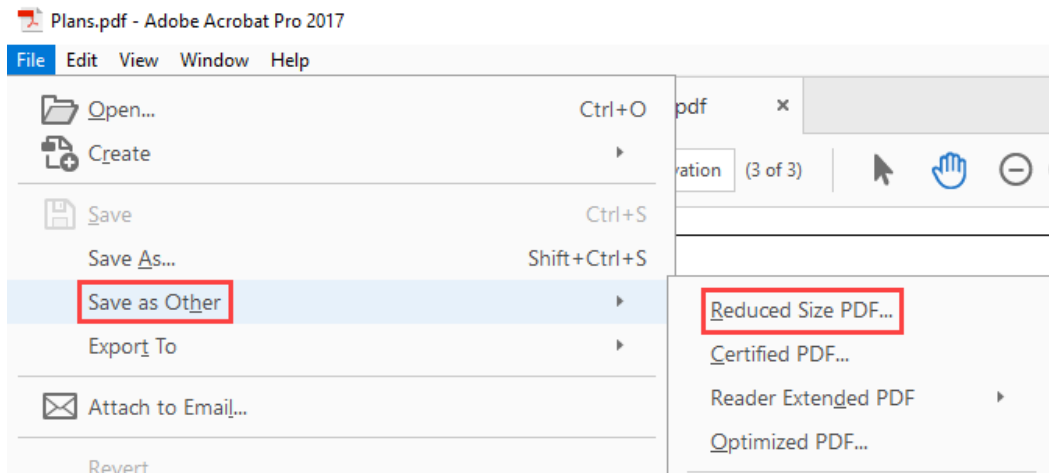 Plans.pdf - Adobe Acrobat Pro 2017
File Edit View Window Help
Open... Ctrl+O
pdf ×
Create
(3 of 3)
Save Ctrl+S
Save As... Shift+Ctrl+S
Save as Other
Reduced Size PDF...
Export To
Certified PDF...
Reader Extended PDF
Attach to Email...
Optimized PDF...
Revert